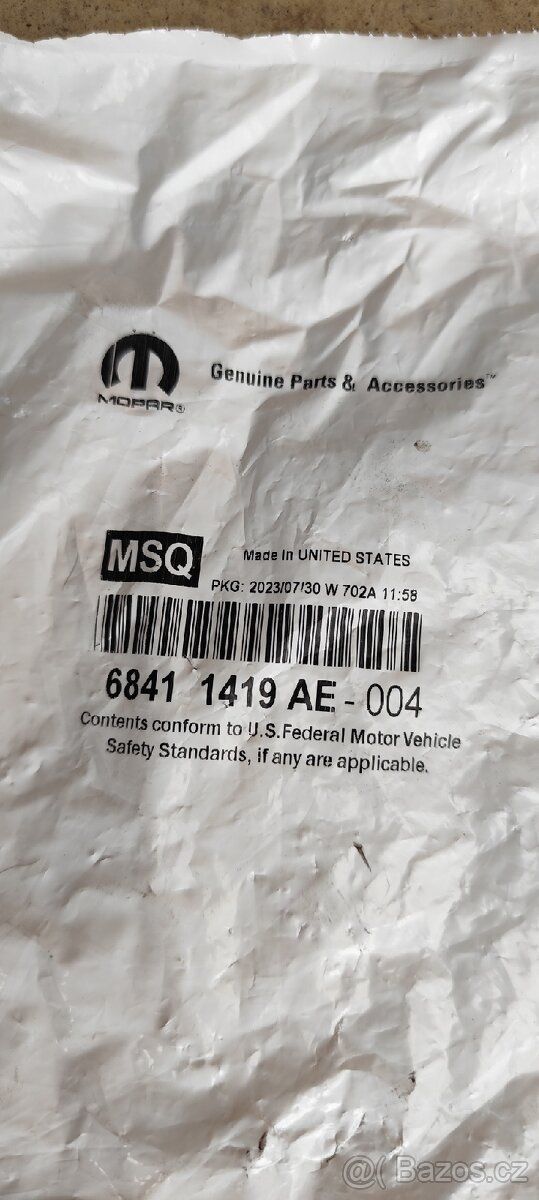 Genuine Parts & Accessories™
MOPAR®
MSQ
Made In UNITED STATES
PKG: 2023/07/30 W 702A 11:58
6841 1419 AE - 004
Contents conform to U.S. Federal Motor Vehicle
Safety Standards, if any are applicable.
Bazos.cz